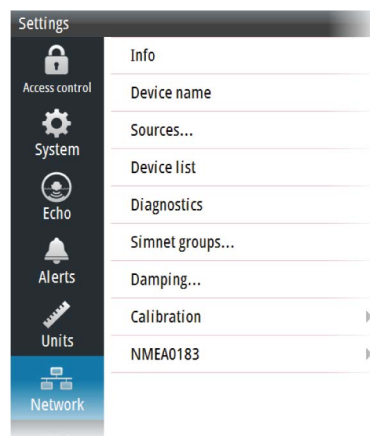 Settings
Access control
System
Echo
Alerts
Units
Network
Info
Device name
Sources...
Device list
Diagnostics
Simnet groups...
Damping...
Calibration
NMEA0183